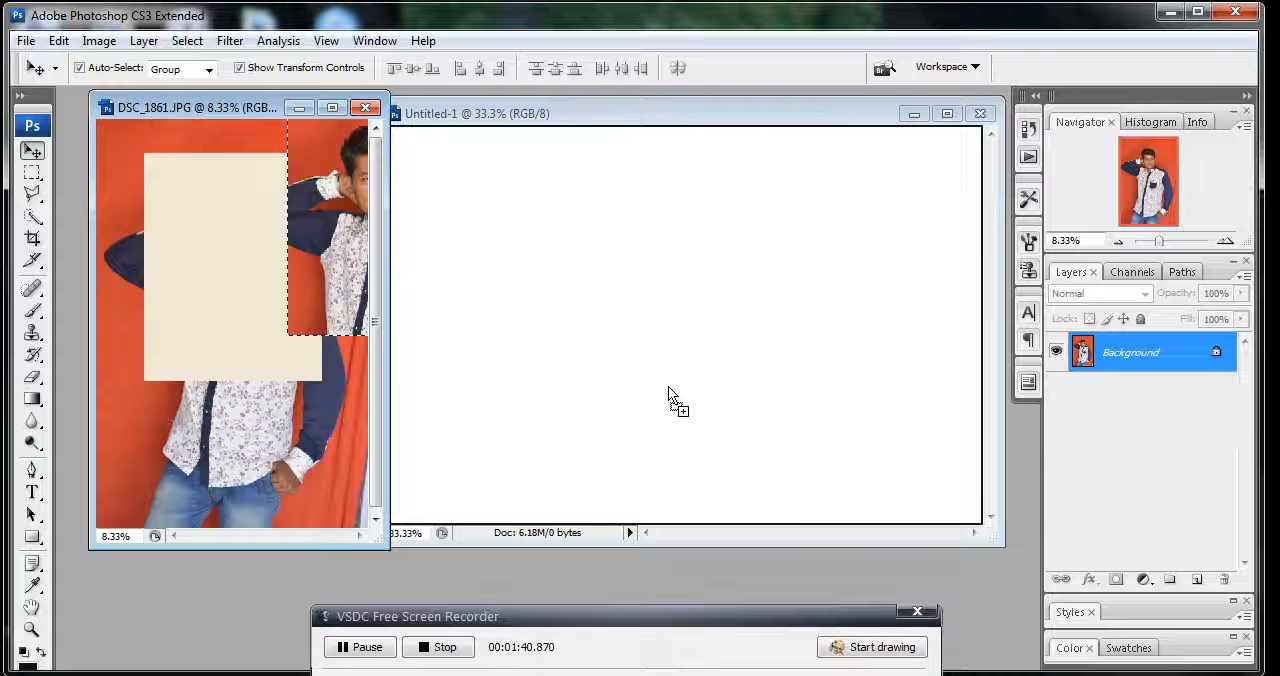 Ps Adobe Photoshop CS3 Extended
File Edit Image Layer Select Filter Analysis View Window Help
Auto-Select: Group Show Transform Controls Br Workspace
Ps DSC_1861.JPG @ 8.33% (RGB...
Untitled-1 @ 33.3% (RGB/8)
Navigator Histogram Info
8.33%
Layers Channels Paths
Normal Opacity: 100%
Lock: Fill: 100%
Background
8.33%
33.33% Doc: 6.18M/0 bytes
Styles
Color Swatches
VSDC Free Screen Recorder
Pause Stop 00:01:40.870 Start drawing